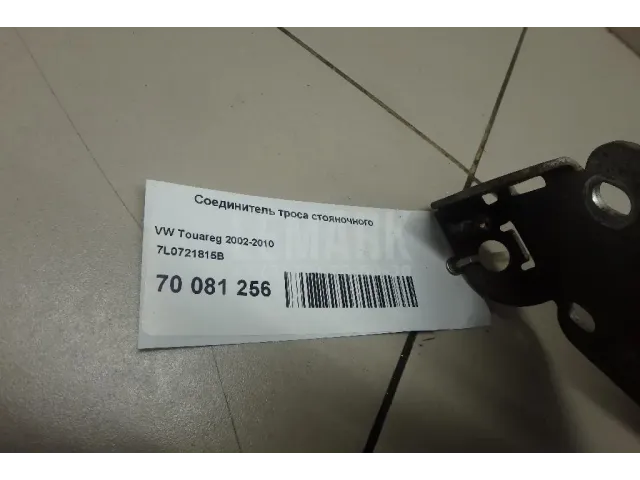 Соединитель троса стояночного
VW Touareg 2002-2010
7L0721815B
70 081 256